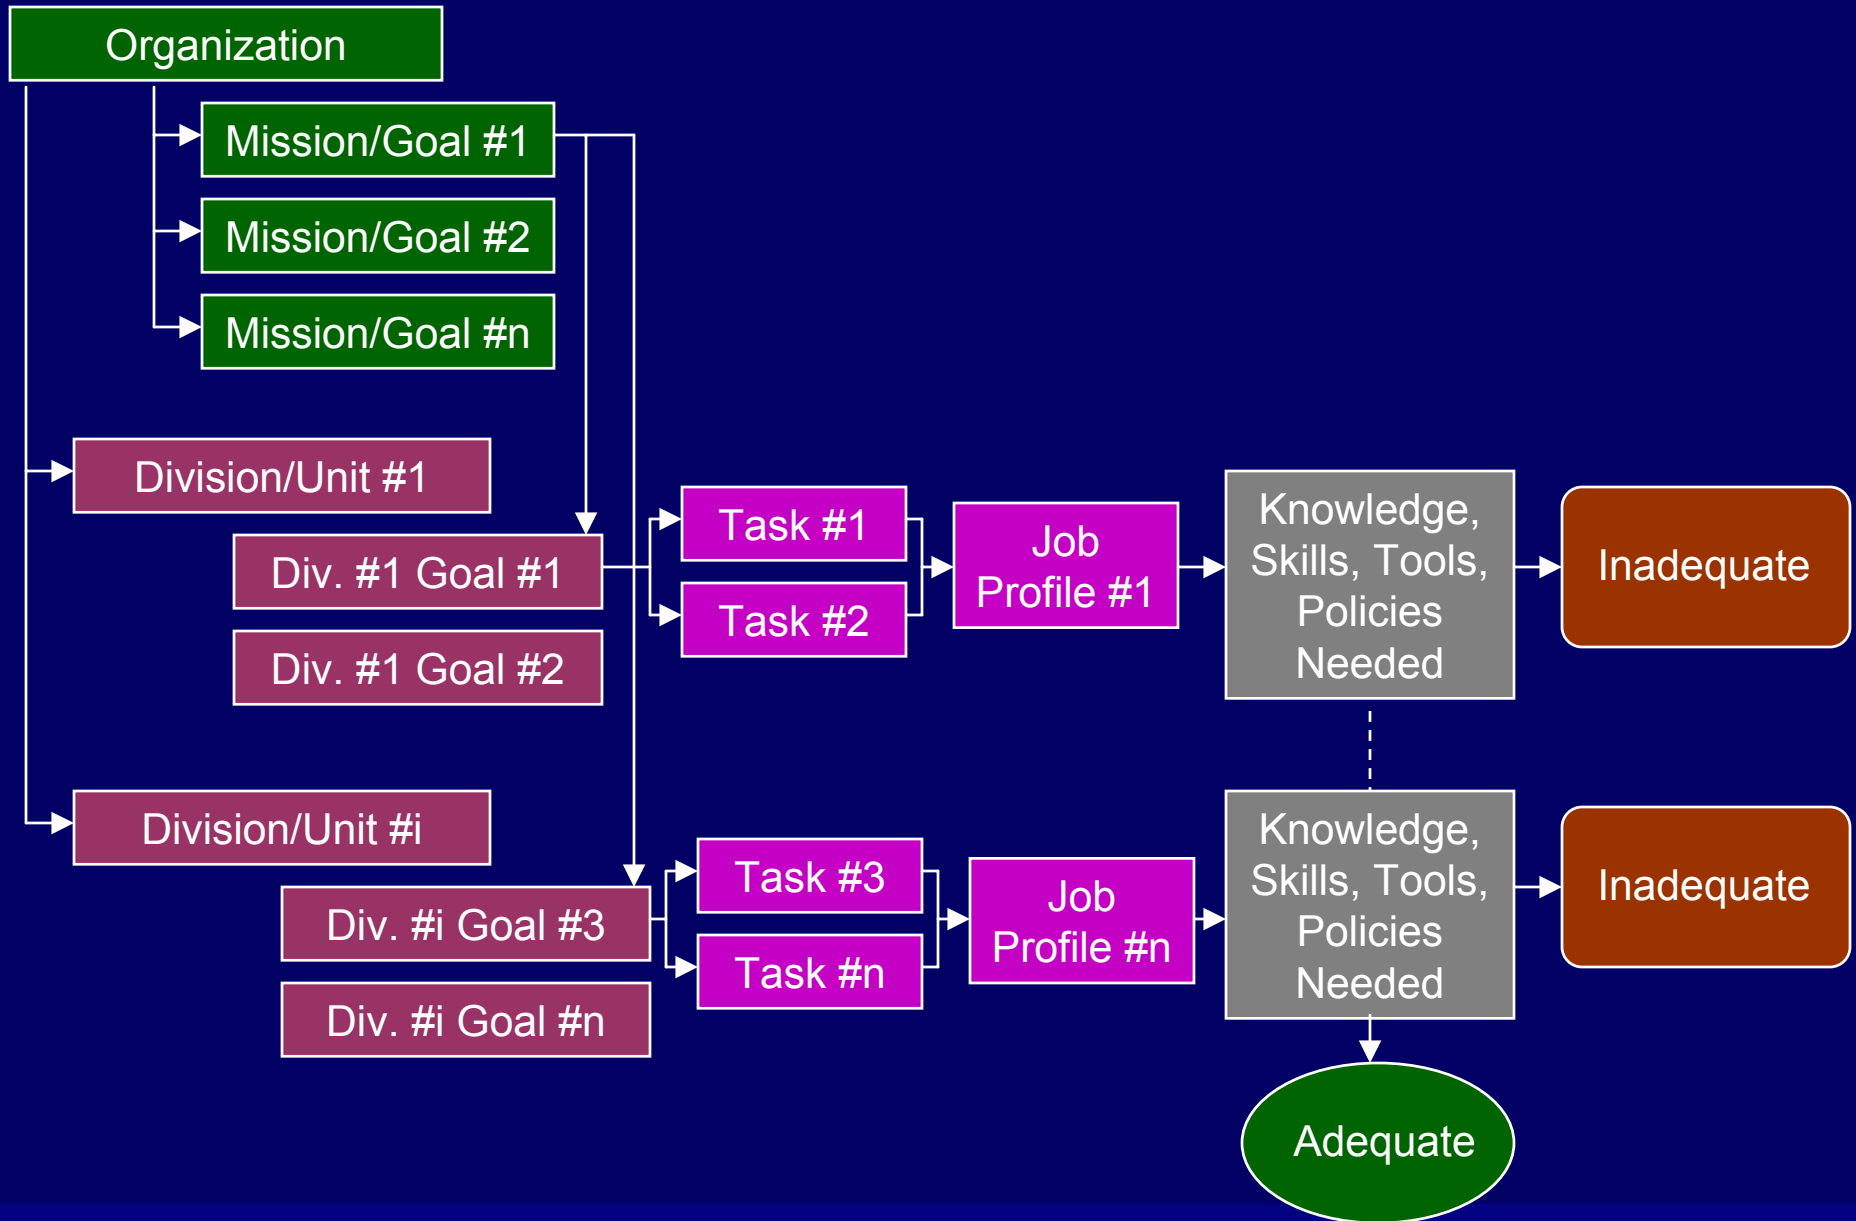 Organization
Mission/Goal #1
Mission/Goal #2
Mission/Goal #n
Division/Unit #1
Div. #1 Goal #1
Div. #1 Goal #2
Task #1
Task #2
Job
Profile #1
Knowledge,
Skills, Tools,
Policies
Needed
Inadequate
Division/Unit #i
Div. #i Goal #3
Div. #i Goal #n
Task #3
Task #n
Job
Profile #n
Knowledge,
Skills, Tools,
Policies
Needed
Inadequate
Adequate